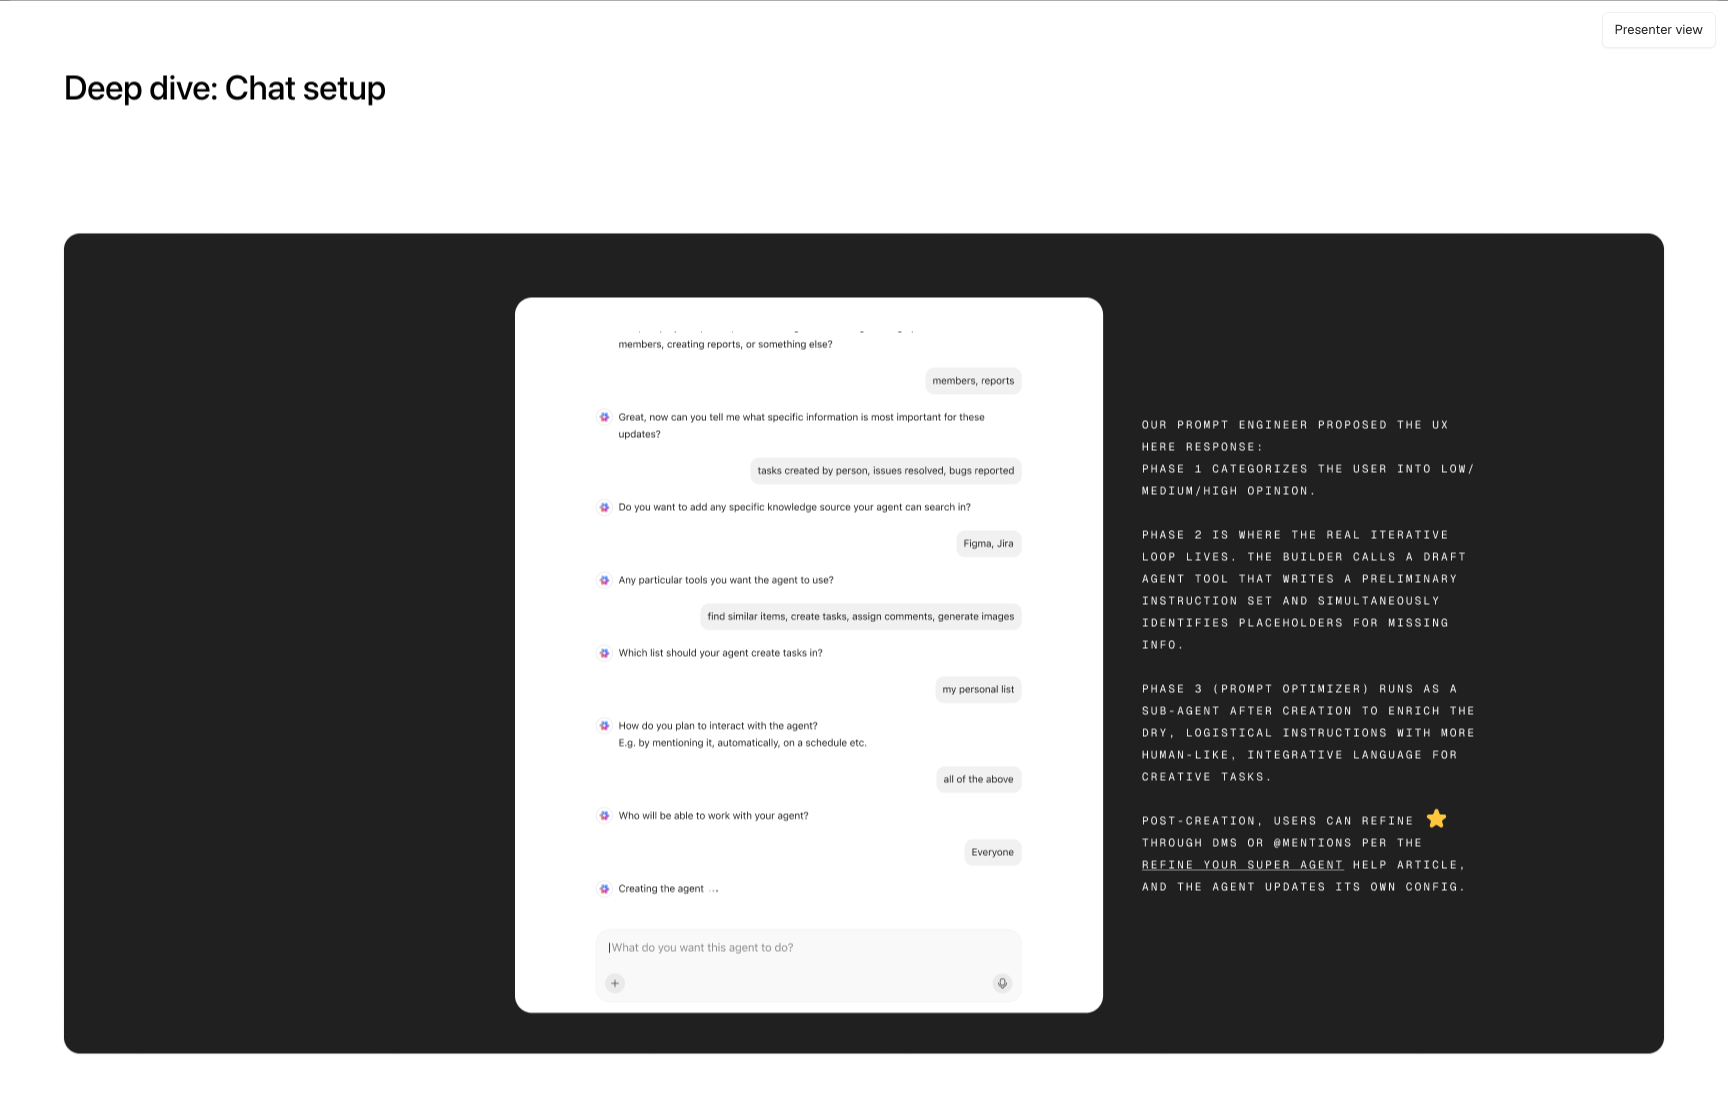 Presenter view
Deep dive: Chat setup
members, creating reports, or something else?
members, reports
Great, now can you tell me what specific information is most important for these
updates?
tasks created by person, issues resolved, bugs reported
Do you want to add any specific knowledge source your agent can search in?
Figma, Jira
Any particular tools you want the agent to use?
find similar items, create tasks, assign comments, generate images
Which list should your agent create tasks in?
my personal list
How do you plan to interact with the agent?
E.g. by mentioning it, automatically, on a schedule etc.
all of the above
Who will be able to work with your agent?
Everyone
Creating the agent ...
What do you want this agent to do?
OUR PROMPT ENGINEER PROPOSED THE UX
HERE RESPONSE:
PHASE 1 CATEGORIZES THE USER INTO LOW/
MEDIUM/HIGH OPINION.
PHASE 2 IS WHERE THE REAL ITERATIVE
LOOP LIVES. THE BUILDER CALLS A DRAFT
AGENT TOOL THAT WRITES A PRELIMINARY
INSTRUCTION SET AND SIMULTANEOUSLY
IDENTIFIES PLACEHOLDERS FOR MISSING
INFO.
PHASE 3 (PROMPT OPTIMIZER) RUNS AS A
SUB-AGENT AFTER CREATION TO ENRICH THE
DRY, LOGISTICAL INSTRUCTIONS WITH MORE
HUMAN-LIKE, INTEGRATIVE LANGUAGE FOR
CREATIVE TASKS.
POST-CREATION, USERS CAN REFINE ⭐
THROUGH DMS OR @MENTIONS PER THE
REFINE YOUR SUPER AGENT HELP ARTICLE,
AND THE AGENT UPDATES ITS OWN CONFIG.